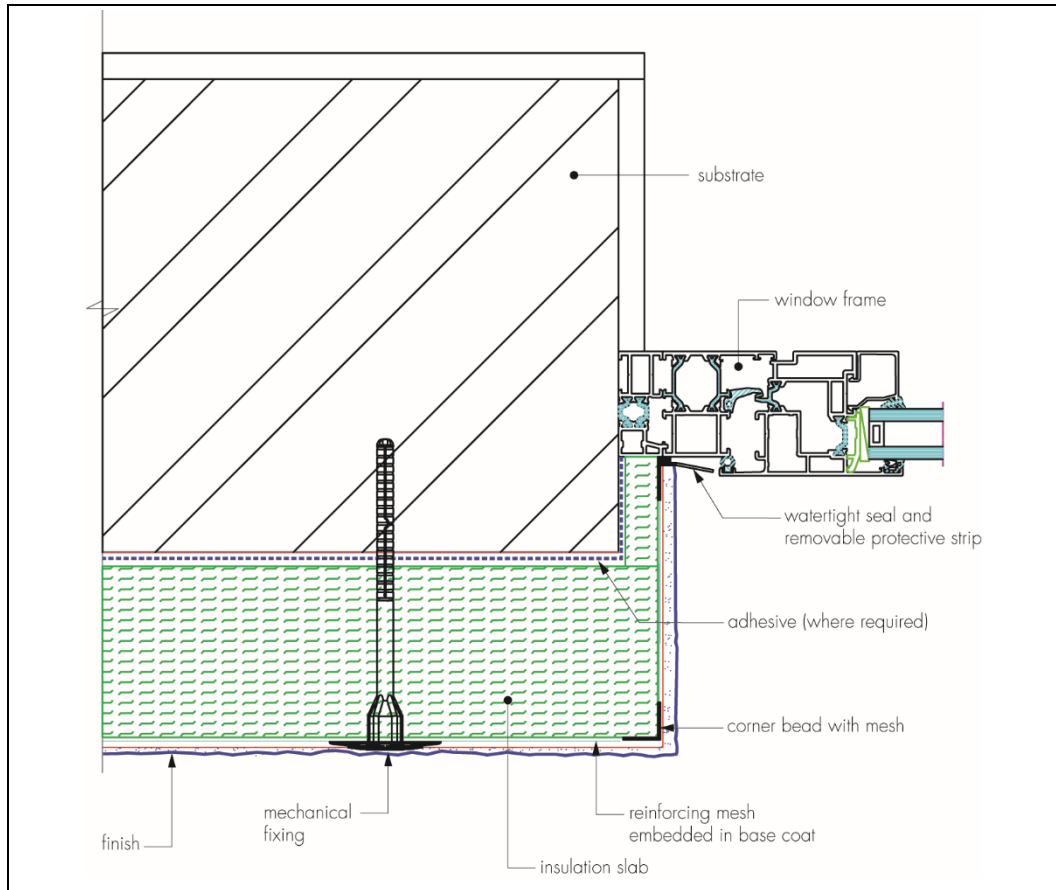 substrate
window frame
watertight seal and
removable protective strip
adhesive (where required)
corner bead with mesh
mechanical
fixing
reinforcing mesh
embedded in base coat
finish
insulation slab